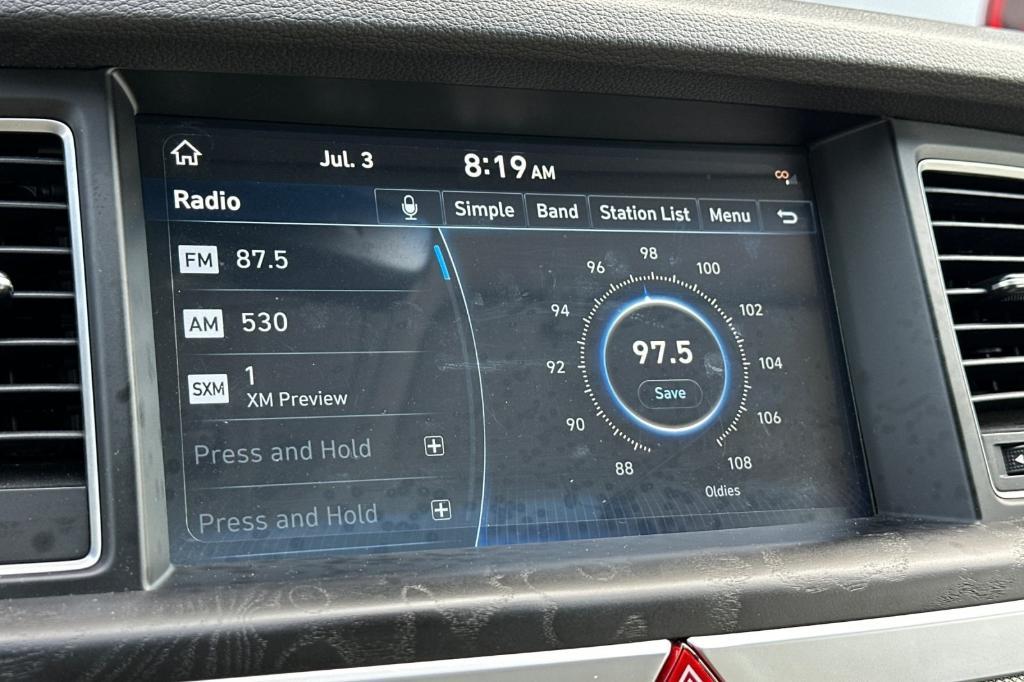 Jul. 3 8:19 AM
Radio Simple Band Station List Menu
FM 87.5
AM 530
SXM 1
XM Preview
Press and Hold
Press and Hold
98
96 100
94 102
92 104
90 106
88 108
97.5
Save
Oldies